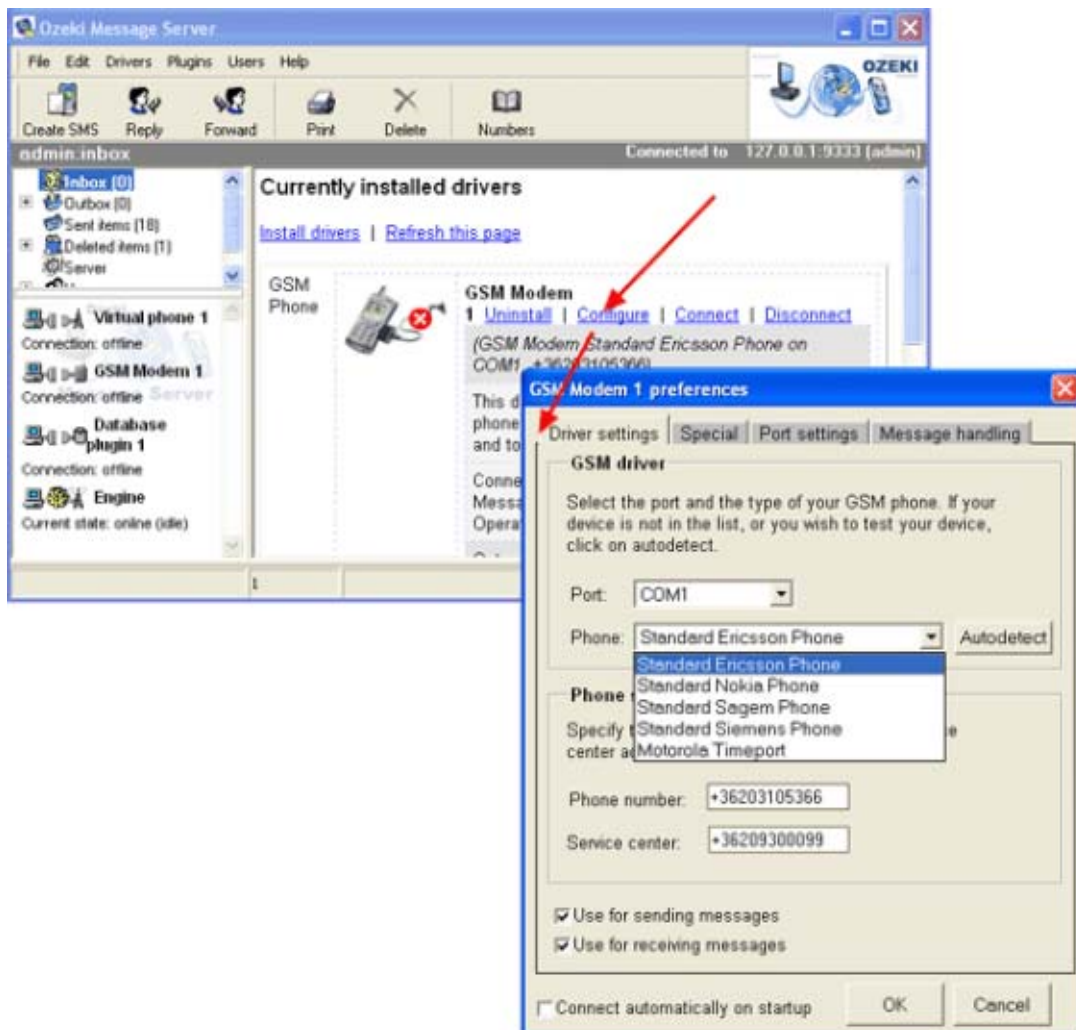 Ozeki Message Server
File Edit Drivers Plugins Users Help
OZEKI
Create SMS Reply Forward Print Delete Numbers
admin:inbox Connected to 127.0.0.1:9333 (admin)
Inbox (0)
Outbox (0)
Sent items (18)
Deleted items (1)
Server
Virtual phone 1
Connection: offline
GSM Modem 1
Connection: offline
Server
Database
plugin 1
Connection: offline
Engine
Current state: online (idle)
Currently installed drivers
Install drivers | Refresh this page
GSM
Phone
GSM Modem
1 Uninstall | Configure | Connect | Disconnect
(GSM Modem Standard Ericsson Phone on
COM1, +36203105366)
This d
phone
and to
Conne
Messa
Opera
1
GSM Modem 1 preferences
Driver settings Special Port settings Message handling
GSM driver
Select the port and the type of your GSM phone. If your
device is not in the list, or you wish to test your device,
click on autodetect.
Port: COM1
Phone: Standard Ericsson Phone Autodetect
Standard Ericsson Phone
Standard Nokia Phone
Standard Sagem Phone
Standard Siemens Phone
Motorola Timeport
Phone
Specify t e
center a
Phone number: +36203105366
Service center: +36209300099
Use for sending messages
Use for receiving messages
Connect automatically on startup OK Cancel